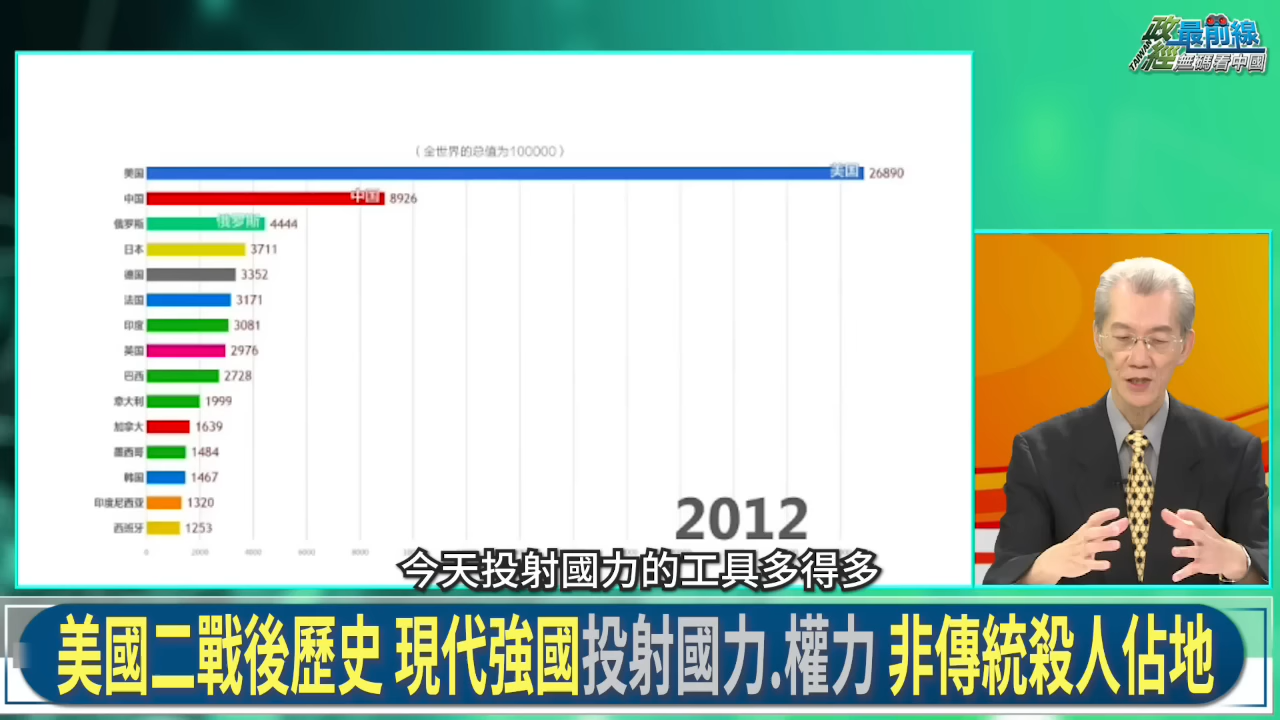 政經最前線
TAIWAN
無碼看中國
(全世界的总值为100000)
美国 美国 26890
中国 中国 8926
俄罗斯 俄罗斯 4444
日本 3711
德国 3352
法国 3171
印度 3081
英国 2976
巴西 2728
意大利 1999
加拿大 1639
墨西哥 1484
韩国 1467
印度尼西亚 1320
西班牙 1253
2012
0 2000 4000 6000 8000
今天投射國力的工具多得多
美國二戰後歷史 現代強國投射國力.權力 非傳統殺人佔地